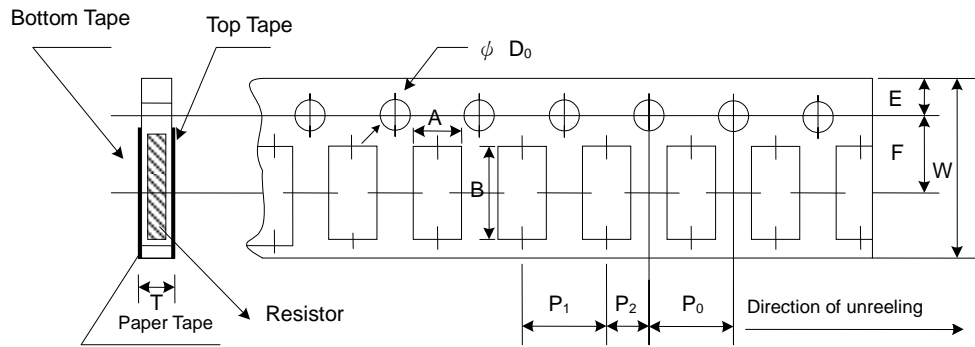 Bottom Tape
Top Tape
ψ D₀
E
A
F
W
B
T
Paper Tape
Resistor
P₁
P₂
P₀
Direction of unreeling